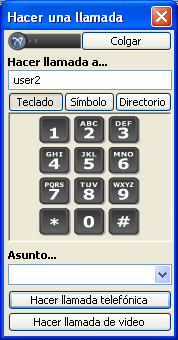 Hacer una llamada
Colgar
Hacer llamada a...
user2
Teclado Símbolo Directorio
1 ABC 2 DEF 3
GHI 4 JKL 5 MNO 6
PQRS 7 TUV 8 WXYZ 9
* 0 #
Asunto...
Hacer llamada telefónica
Hacer llamada de video